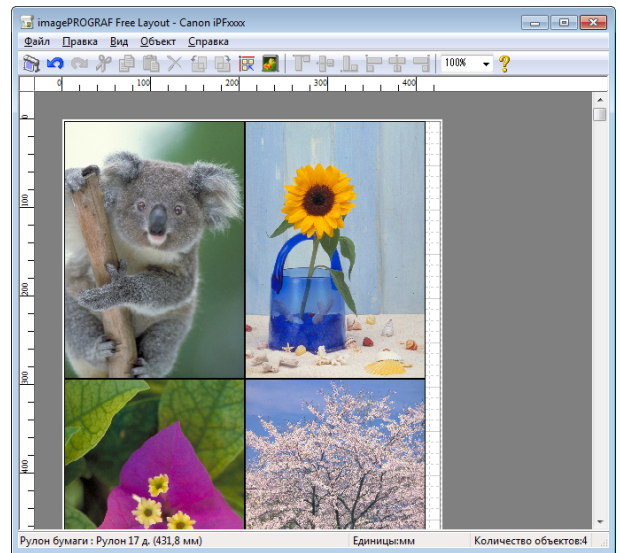 imagePROGRAF Free Layout - Canon iPFxxxx
Файл Правка Вид Объект Справка
100%
0 100 200 300 400
0
100
200
300
400
Рулон бумаги : Рулон 17 д. (431,8 мм) Единицы:мм Количество объектов:4